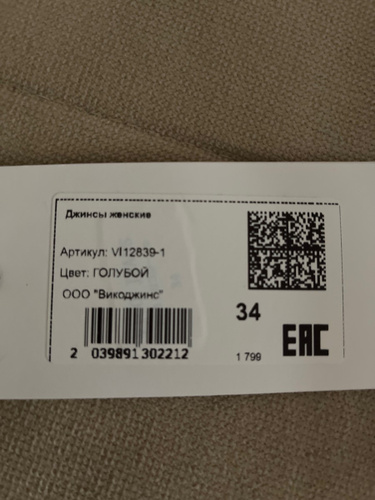 Джинсы женские
Артикул: VI12839-1
Цвет: ГОЛУБОЙ
ООО "Викоджинс"
34
2 039891 302212
1 799
EAC